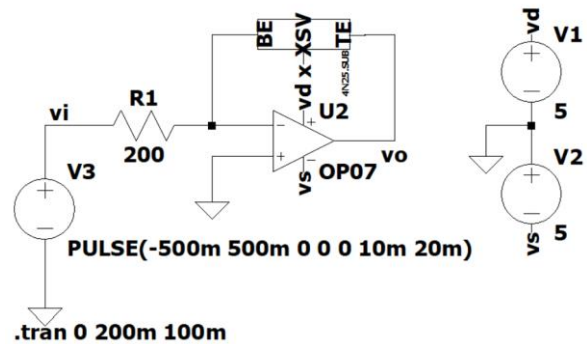 BE
XSV
TE
vd
x
4N25.SUB
U2
OP07
vs
vo
R1
200
vi
V3
PULSE(-500m 500m 0 0 0 10m 20m)
.tran 0 200m 100m
vd
V1
5
V2
5
vs